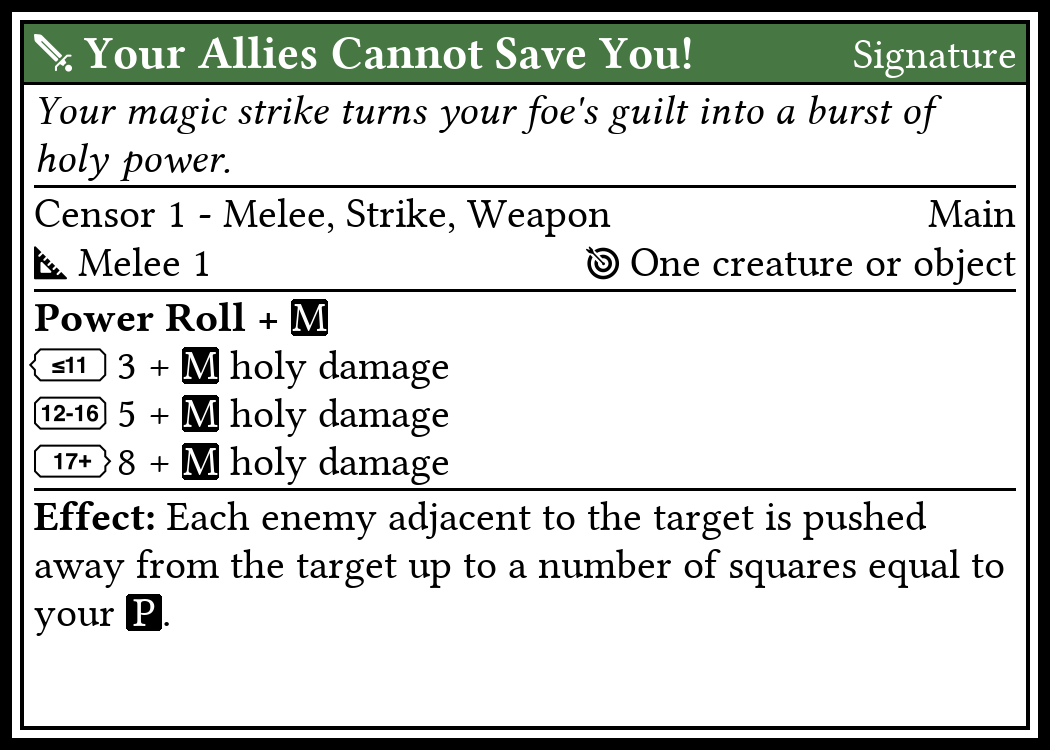 Your Allies Cannot Save You! Signature
Your magic strike turns your foe's guilt into a burst of
holy power.
Censor 1 - Melee, Strike, Weapon Main
Melee 1 One creature or object
Power Roll + M
≤11 3 + M holy damage
12-16 5 + M holy damage
17+ 8 + M holy damage
Effect: Each enemy adjacent to the target is pushed
away from the target up to a number of squares equal to
your P.